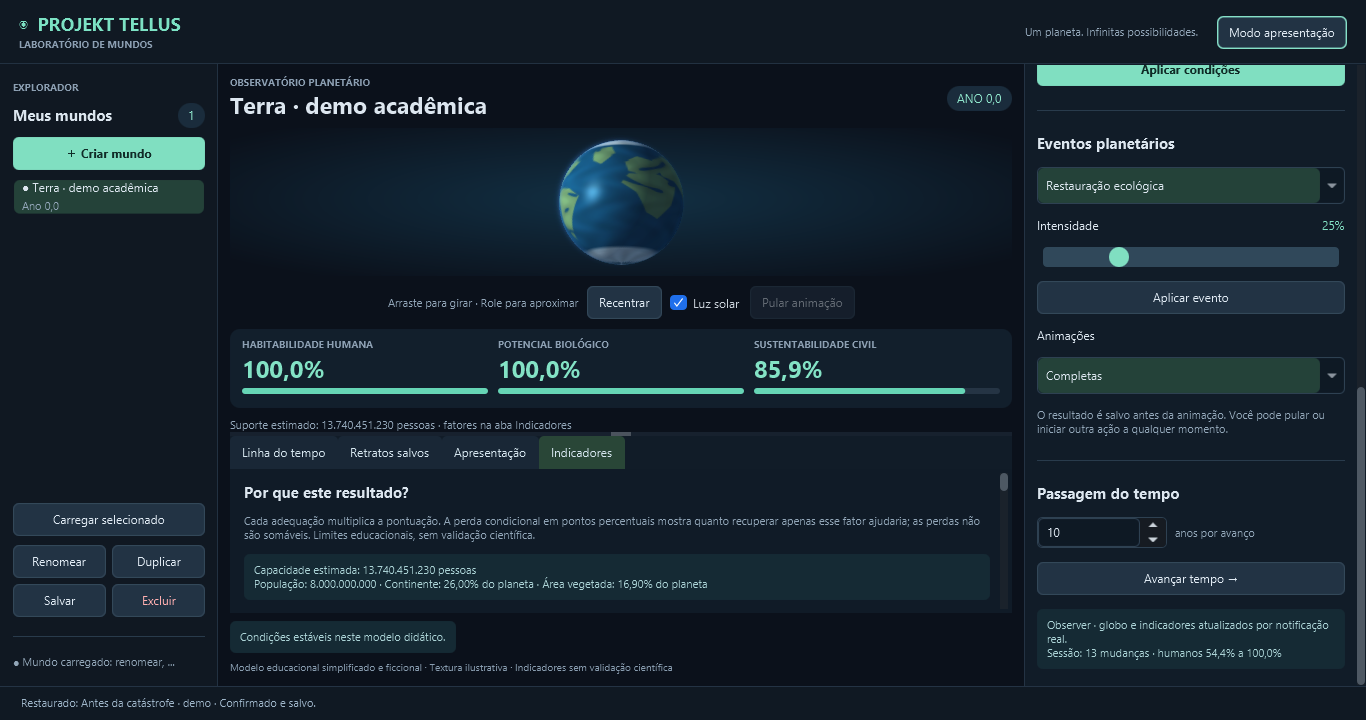 PROJEKT TELLUS
LABORATÓRIO DE MUNDOS
Um planeta. Infinitas possibilidades.
Modo apresentação
EXPLORADOR
Meus mundos
1
+ Criar mundo
● Terra · demo acadêmica
Ano 0,0
Carregar selecionado
Renomear
Duplicar
Salvar
Excluir
● Mundo carregado: renomear, ...
OBSERVATÓRIO PLANETÁRIO
Terra · demo acadêmica
ANO 0,0
Arraste para girar · Role para aproximar
Recentrar
Luz solar
Pular animação
HABITABILIDADE HUMANA
100,0%
POTENCIAL BIOLÓGICO
100,0%
SUSTENTABILIDADE CIVIL
85,9%
Suporte estimado: 13.740.451.230 pessoas · fatores na aba Indicadores
Linha do tempo
Retratos salvos
Apresentação
Indicadores
Por que este resultado?
Cada adequação multiplica a pontuação. A perda condicional em pontos percentuais mostra quanto recuperar apenas esse fator ajudaria; as perdas não
são somáveis. Limites educacionais, sem validação científica.
Capacidade estimada: 13.740.451.230 pessoas
População: 8.000.000.000 · Continente: 26,00% do planeta · Área vegetada: 16,90% do planeta
Condições estáveis neste modelo didático.
Modelo educacional simplificado e ficcional · Textura ilustrativa · Indicadores sem validação científica
Aplicar condições
Eventos planetários
Restauração ecológica
Intensidade
25%
Aplicar evento
Animações
Completas
O resultado é salvo antes da animação. Você pode pular ou
iniciar outra ação a qualquer momento.
Passagem do tempo
10
anos por avanço
Avançar tempo →
Observer · globo e indicadores atualizados por notificação
real.
Sessão: 13 mudanças · humanos 54,4% a 100,0%
Restaurado: Antes da catástrofe · demo · Confirmado e salvo.